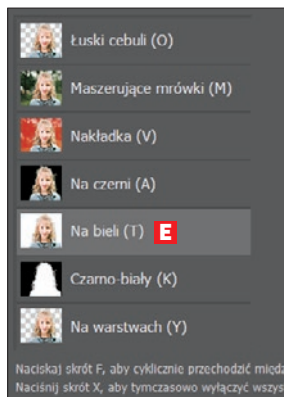 Łuski cebuli (O)
Maszerujące mrówki (M)
Nakładka (V)
Na czerni (A)
Na bieli (T) E
Czarno-biały (K)
Na warstwach (Y)
Naciskaj skrót F, aby cyklicznie przechodzić
Naciśnij skrót X, aby tymczasowo wyłączyć